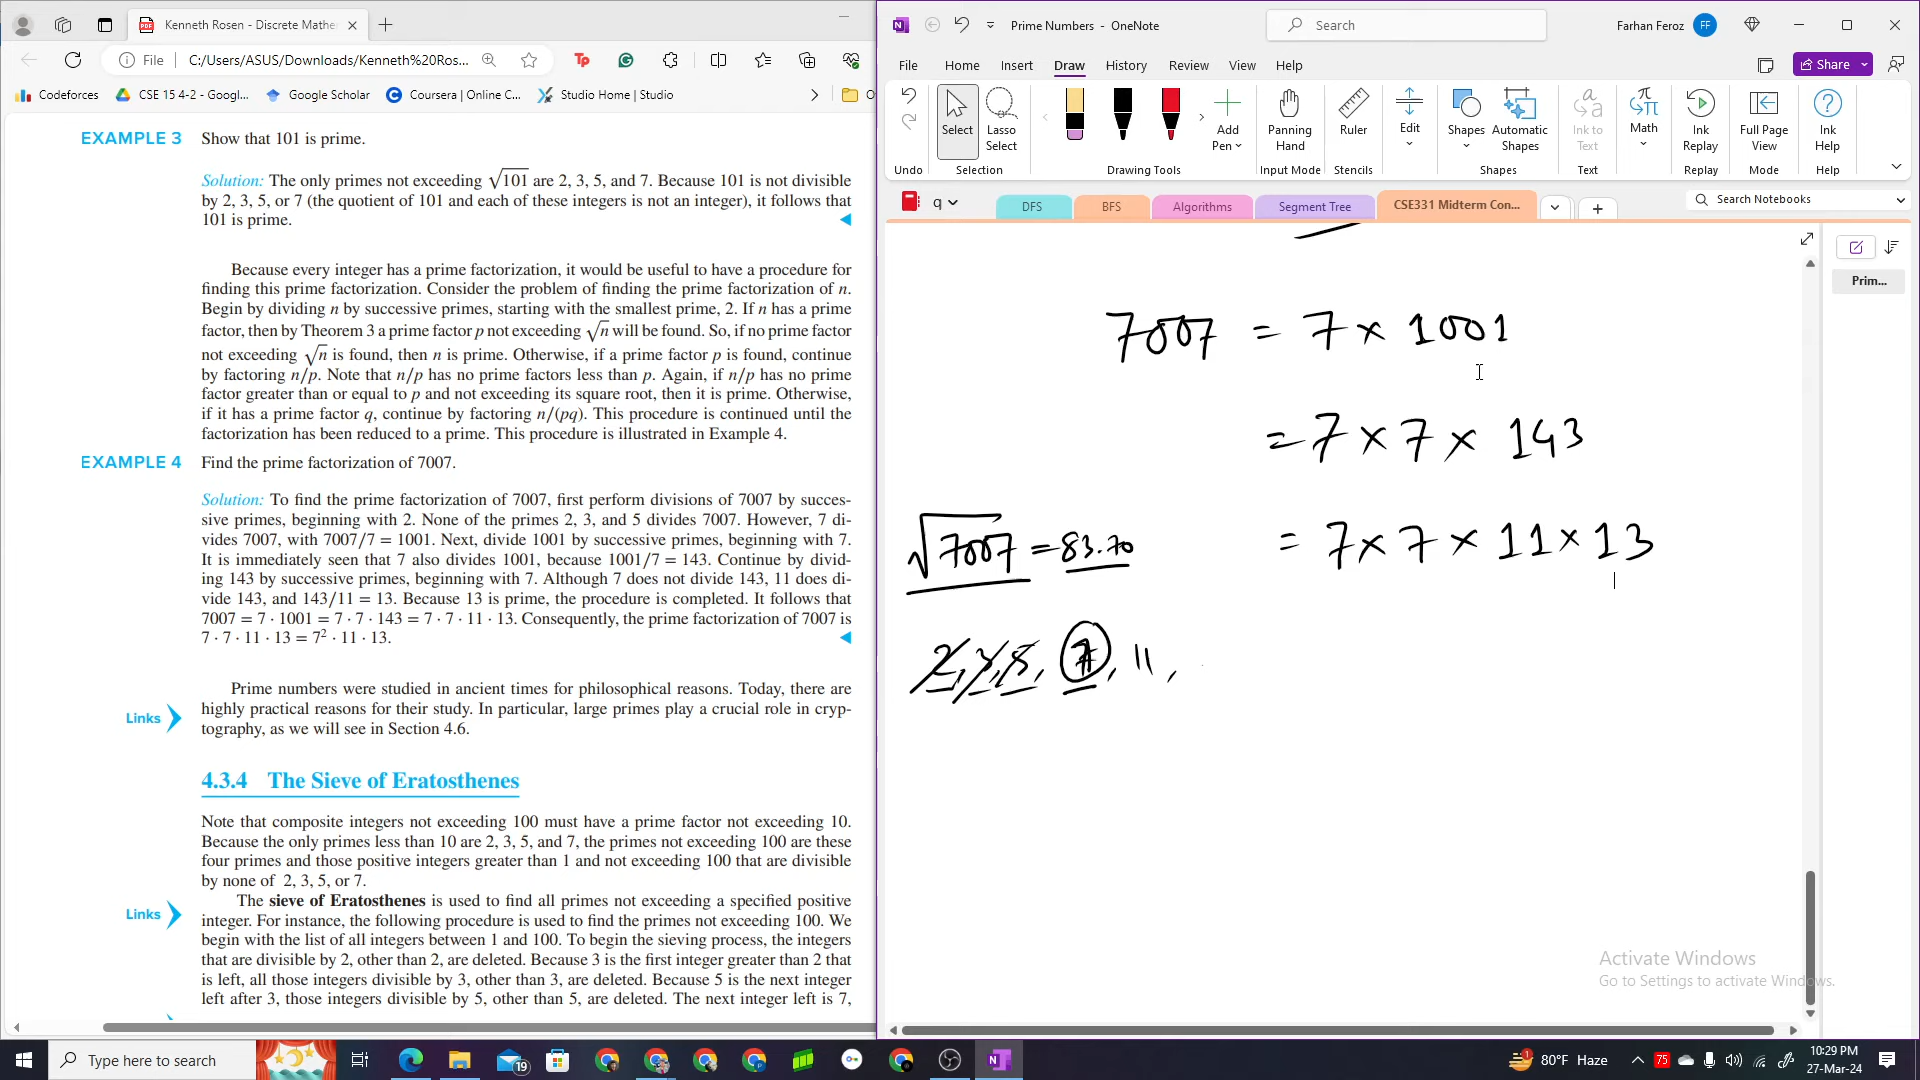 Kenneth Rosen - Discrete Mathe
File C:/Users/ASUS/Downloads/Kenneth%20Ros...
Codeforces CSE 15 4-2 - Googl... Google Scholar Coursera | Online C... Studio Home | Studio
EXAMPLE 3 Show that 101 is prime.
Solution: The only primes not exceeding √101 are 2, 3, 5, and 7. Because 101 is not divisible
by 2, 3, 5, or 7 (the quotient of 101 and each of these integers is not an integer), it follows that
101 is prime.
Because every integer has a prime factorization, it would be useful to have a procedure for
finding this prime factorization. Consider the problem of finding the prime factorization of n.
Begin by dividing n by successive primes, starting with the smallest prime, 2. If n has a prime
factor, then by Theorem 3 a prime factor p not exceeding √n will be found. So, if no prime factor
not exceeding √n is found, then n is prime. Otherwise, if a prime factor p is found, continue
by factoring n/p. Note that n/p has no prime factors less than p. Again, if n/p has no prime
factor greater than or equal to p and not exceeding its square root, then it is prime. Otherwise,
if it has a prime factor q, continue by factoring n/(pq). This procedure is continued until the
factorization has been reduced to a prime. This procedure is illustrated in Example 4.
EXAMPLE 4 Find the prime factorization of 7007.
Solution: To find the prime factorization of 7007, first perform divisions of 7007 by succes-
sive primes, beginning with 2. None of the primes 2, 3, and 5 divides 7007. However, 7 di-
vides 7007, with 7007/7 = 1001. Next, divide 1001 by successive primes, beginning with 7.
It is immediately seen that 7 also divides 1001, because 1001/7 = 143. Continue by divid-
ing 143 by successive primes, beginning with 7. Although 7 does not divide 143, 11 does di-
vide 143, and 143/11 = 13. Because 13 is prime, the procedure is completed. It follows that
7007 = 7 · 1001 = 7 · 7 · 143 = 7 · 7 · 11 · 13. Consequently, the prime factorization of 7007 is
7 · 7 · 11 · 13 = 7² · 11 · 13.
Prime numbers were studied in ancient times for philosophical reasons. Today, there are
Links highly practical reasons for their study. In particular, large primes play a crucial role in cryp-
tography, as we will see in Section 4.6.
4.3.4 The Sieve of Eratosthenes
Note that composite integers not exceeding 100 must have a prime factor not exceeding 10.
Because the only primes less than 10 are 2, 3, 5, and 7, the primes not exceeding 100 are these
four primes and those positive integers greater than 1 and not exceeding 100 that are divisible
by none of 2, 3, 5, or 7.
The sieve of Eratosthenes is used to find all primes not exceeding a specified positive
Links integer. For instance, the following procedure is used to find the primes not exceeding 100. We
begin with the list of all integers between 1 and 100. To begin the sieving process, the integers
that are divisible by 2, other than 2, are deleted. Because 3 is the first integer greater than 2 that
is left, all those integers divisible by 3, other than 3, are deleted. Because 5 is the next integer
left after 3, those integers divisible by 5, other than 5, are deleted. The next integer left is 7,
Prime Numbers - OneNote Search Farhan Feroz FF
File Home Insert Draw History Review View Help Share
Select Lasso Select Add Pen Panning Hand Ruler Edit Shapes Automatic Shapes Ink to Text Math Ink Replay Full Page View Ink Help
Undo Selection Drawing Tools Input Mode Stencils Shapes Text Replay Mode Help
q DFS BFS Algorithms Segment Tree CSE331 Midterm Con... Search Notebooks
Prim...
7007 = 7 × 1001
= 7 × 7 × 143
√7007 = 83.70 = 7 × 7 × 11 × 13
2, 3, 5, 7, 11,
Activate Windows
Go to Settings to activate Windows.
Type here to search 19 80°F Haze 75 10:29 PM
27-Mar-24